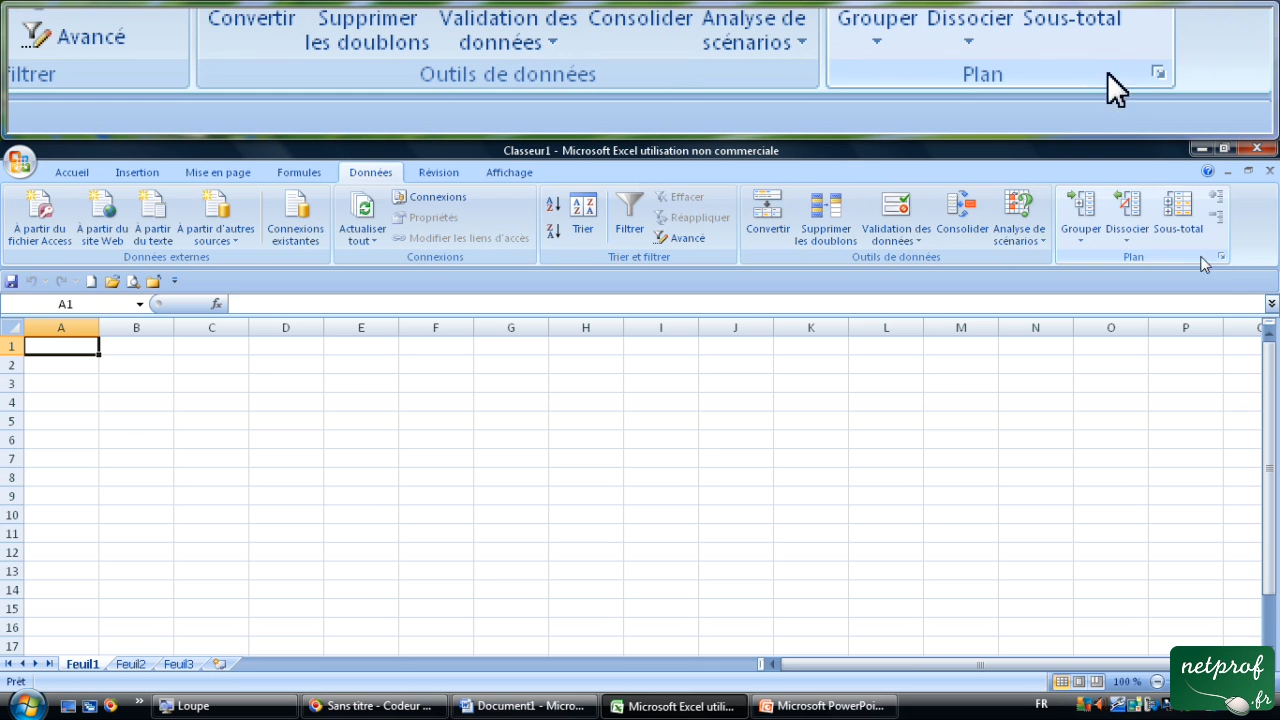 Convertir Supprimer Validation des Consolider Analyse de Grouper Dissocier Sous-total
Avancé les doublons données scénarios
filtrer Outils de données Plan
Classeur1 - Microsoft Excel utilisation non commerciale
Accueil Insertion Mise en page Formules Données Révision Affichage
À partir du fichier Access
À partir du site Web
À partir du texte
À partir d'autres sources
Connexions existantes
Données externes
Actualiser tout
Connexions
Propriétés
Modifier les liens d'accès
Connexions
Trier
Filtrer
Effacer
Réappliquer
Avancé
Trier et filtrer
Convertir
Supprimer les doublons
Validation des données
Consolider
Analyse de scénarios
Outils de données
Grouper
Dissocier
Sous-total
Plan
A1 fx
A B C D E F G H I J K L M N O P
1
2
3
4
5
6
7
8
9
10
11
12
13
14
15
16
17
Feuil1 Feuil2 Feuil3
Prêt 100 %
netprof
.fr
Loupe Sans titre - Codeur ... Document1 - Micro... Microsoft Excel utili... Microsoft PowerPoi... FR